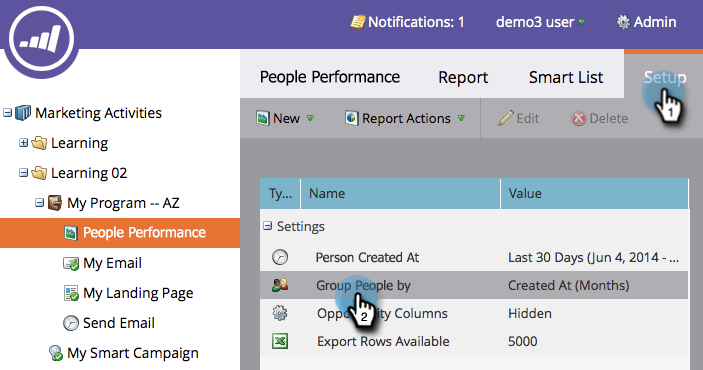 Notifications: 1 demo3 user Admin
People Performance Report Smart List Setup
1
New Report Actions Edit Delete
Marketing Activities
Learning
Learning 02
My Program -- AZ
People Performance
My Email
My Landing Page
Send Email
My Smart Campaign
Ty... Name Value
Settings
Person Created At Last 30 Days (Jun 4, 2014 - ...
Group People by Created At (Months)
2
Opportunity Columns Hidden
Export Rows Available 5000